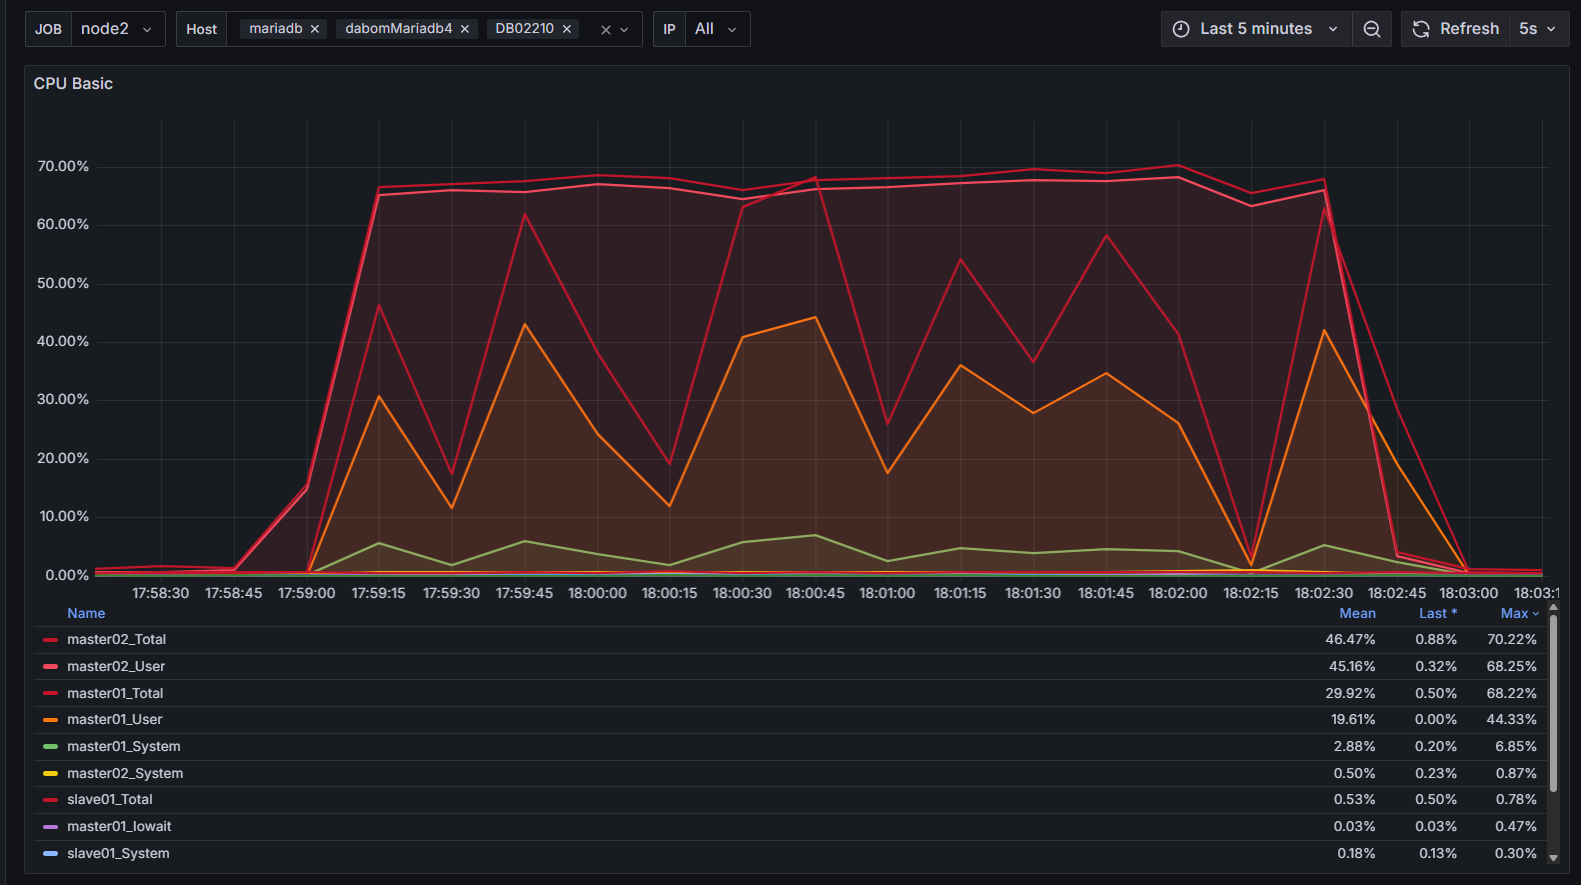 JOB node2 Host mariadb dabomMariadb4 DB02210 IP All Last 5 minutes Refresh 5s
CPU Basic
70.00%
60.00%
50.00%
40.00%
30.00%
20.00%
10.00%
0.00%
17:58:30 17:58:45 17:59:00 17:59:15 17:59:30 17:59:45 18:00:00 18:00:15 18:00:30 18:00:45 18:01:00 18:01:15 18:01:30 18:01:45 18:02:00 18:02:15 18:02:30 18:02:45 18:03:00 18:03:1
Name Mean Last * Max
master02_Total 46.47% 0.88% 70.22%
master02_User 45.16% 0.32% 68.25%
master01_Total 29.92% 0.50% 68.22%
master01_User 19.61% 0.00% 44.33%
master01_System 2.88% 0.20% 6.85%
master02_System 0.50% 0.23% 0.87%
slave01_Total 0.53% 0.50% 0.78%
master01_Iowait 0.03% 0.03% 0.47%
slave01_System 0.18% 0.13% 0.30%